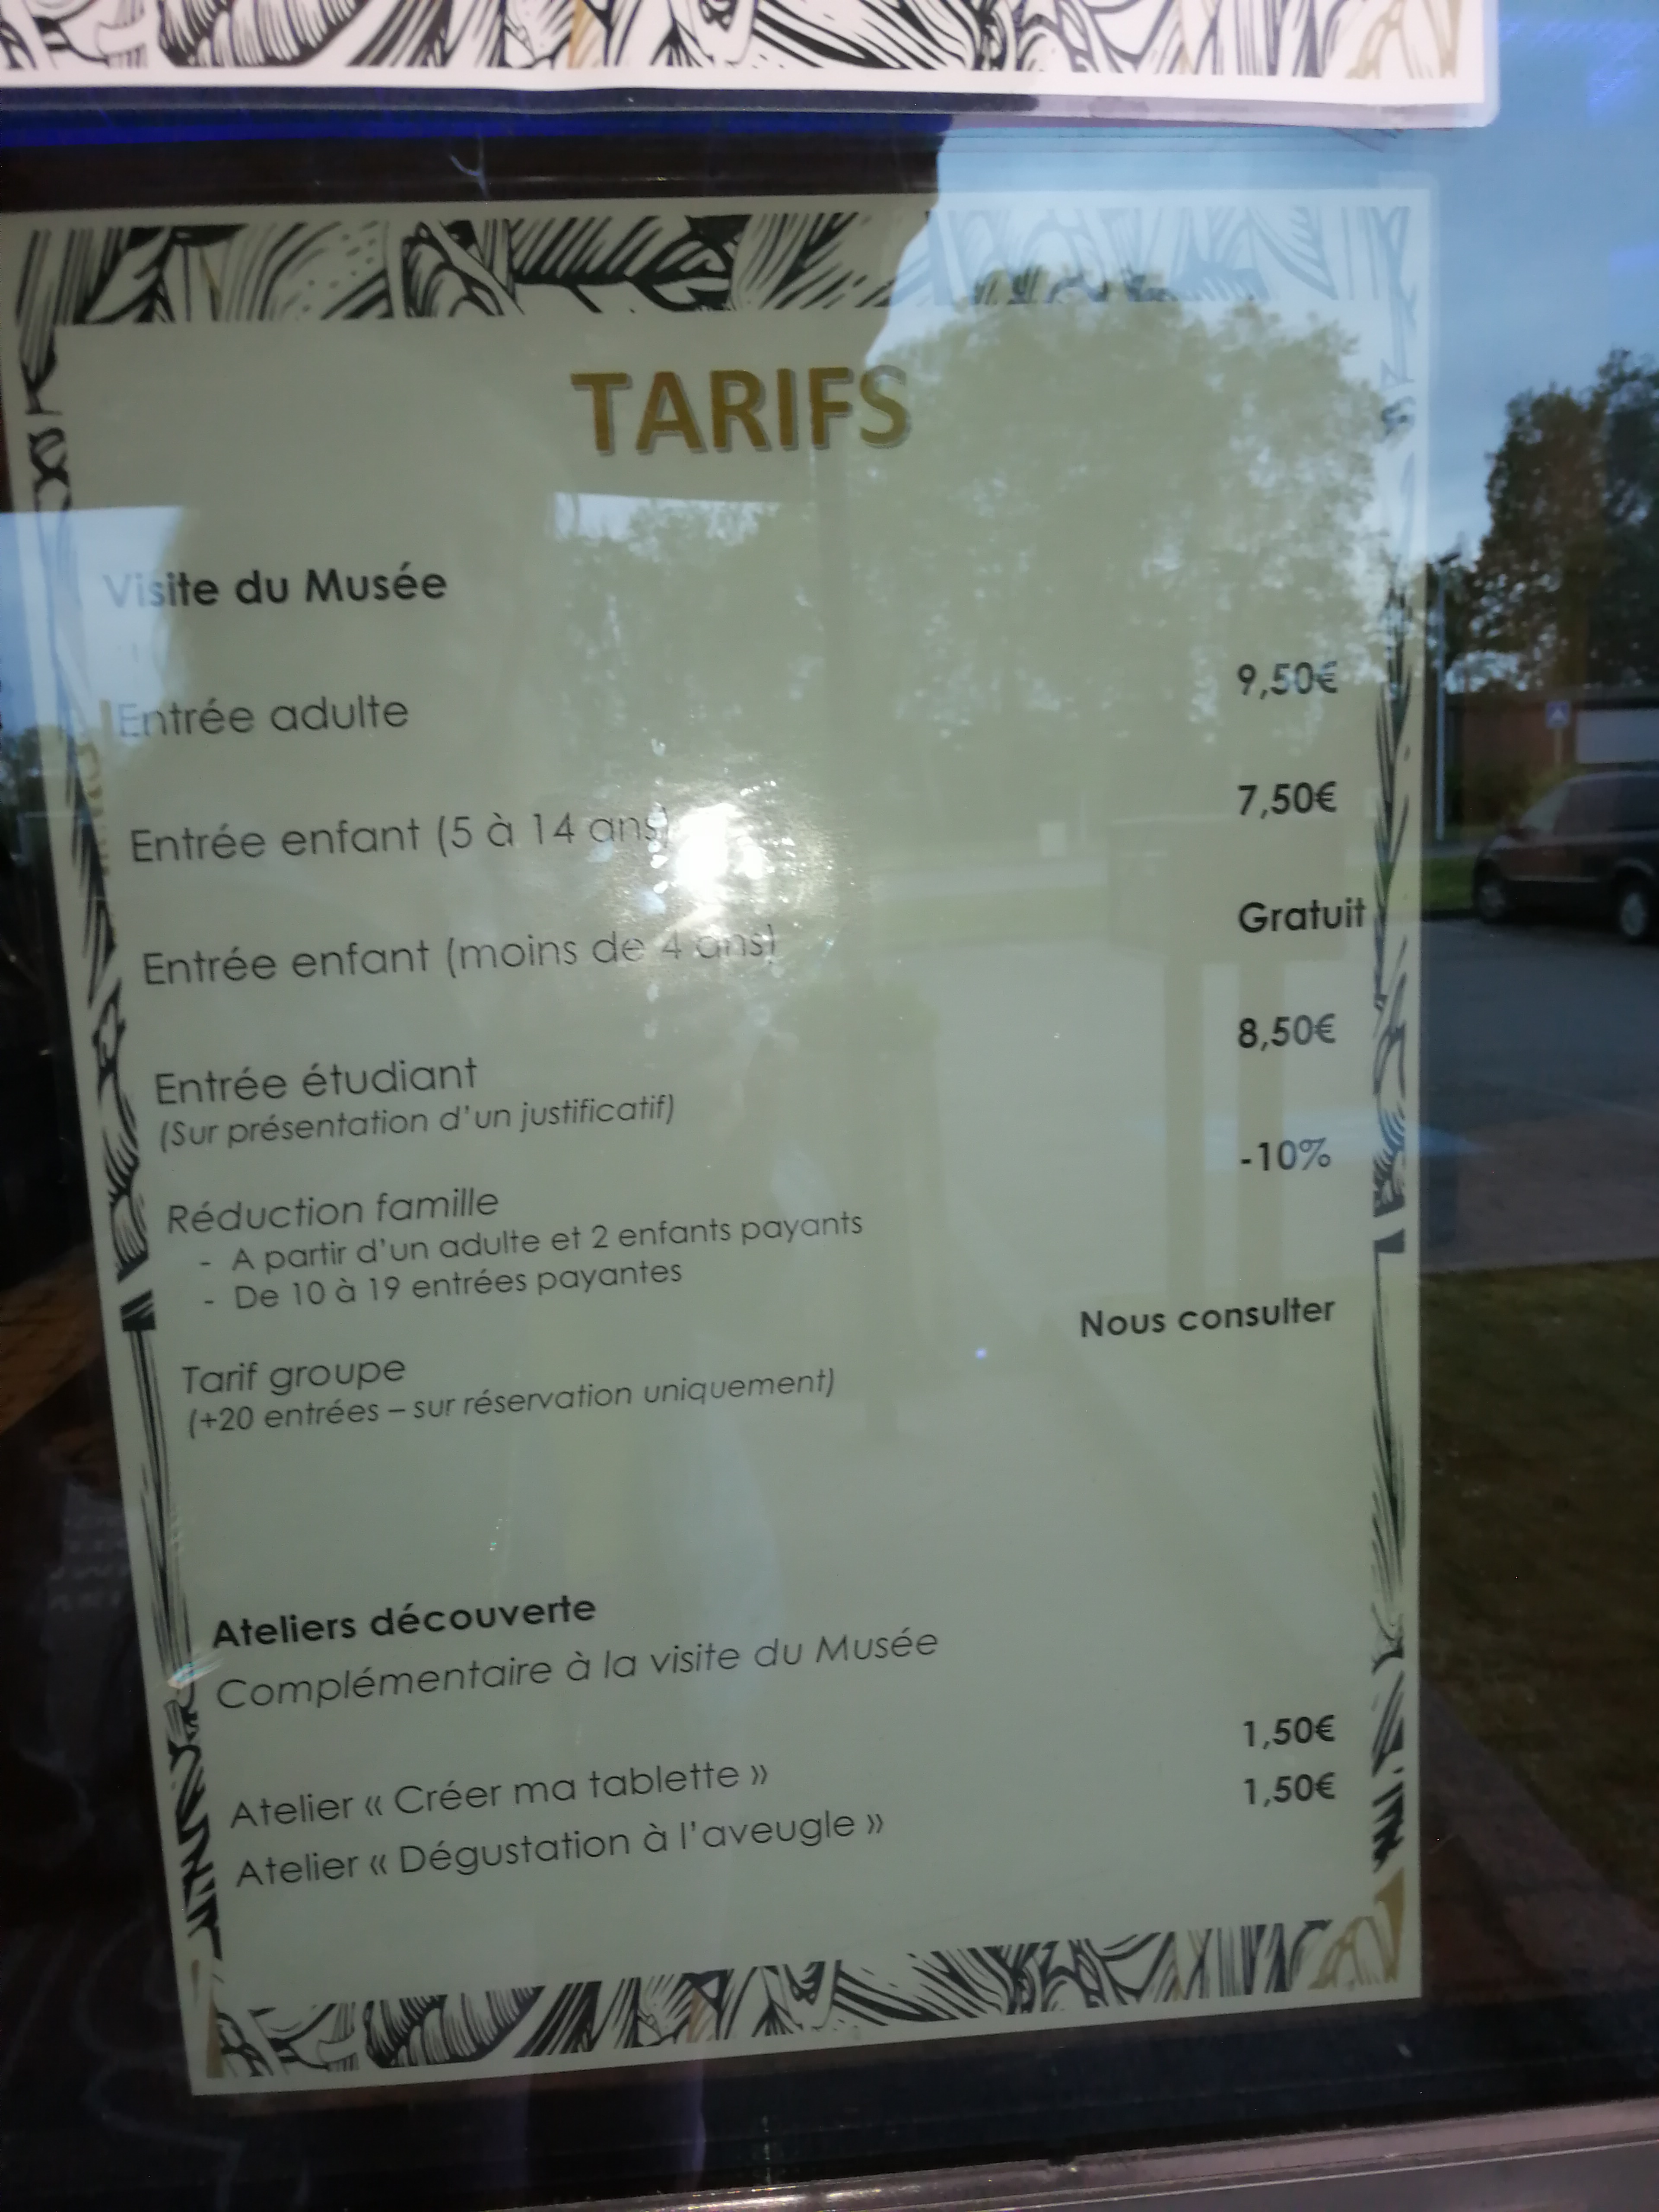 TARIFS
Visite du Musée
Entrée adulte 9,50€
Entrée enfant (5 à 14 ans) 7,50€
Entrée enfant (moins de 4 ans) Gratuit
Entrée étudiant 8,50€
(Sur présentation d'un justificatif)
Réduction famille -10%
- A partir d'un adulte et 2 enfants payants
- De 10 à 19 entrées payantes
Tarif groupe Nous consulter
(+20 entrées – sur réservation uniquement)
Ateliers découverte
Complémentaire à la visite du Musée
Atelier « Créer ma tablette » 1,50€
Atelier « Dégustation à l'aveugle » 1,50€